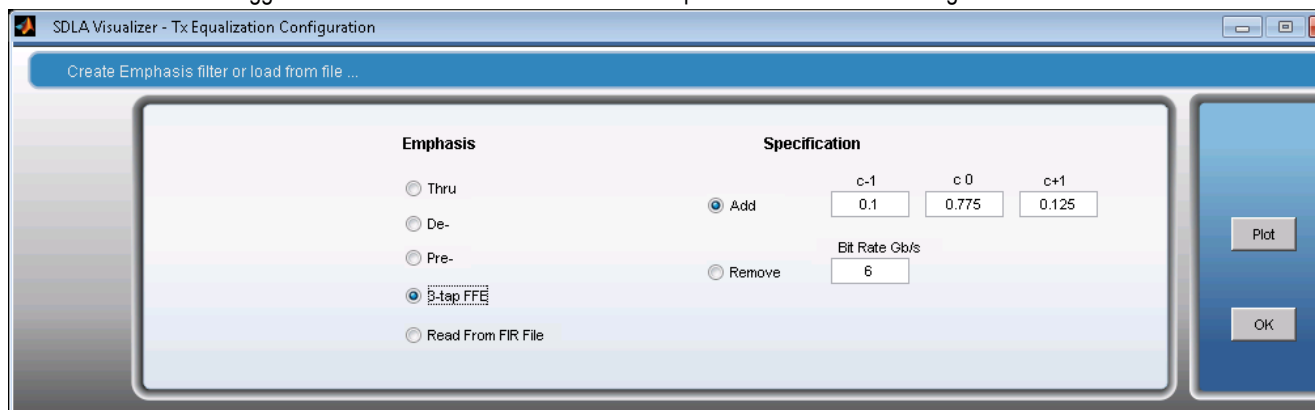 SDLA Visualizer - Tx Equalization Configuration
Create Emphasis filter or load from file ...
Emphasis
Specification
Thru
De-
Pre-
3-tap FFE
Read From FIR File
c-1 c 0 c+1
Add 0.1 0.775 0.125
Bit Rate Gb/s
Remove 6
Plot
OK